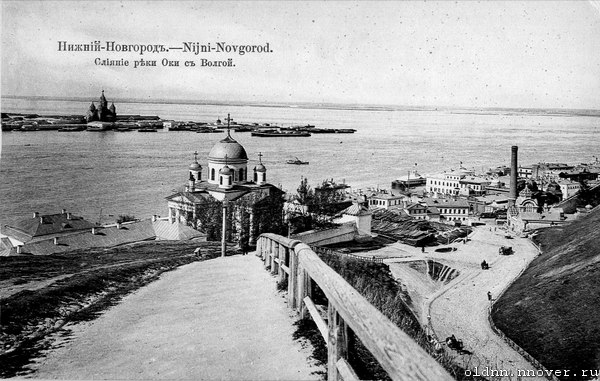 Нижній-Новгородъ.—Nijni-Novgorod.
Сліяніе рѣки Оки съ Волгой.
oldnn.nnover.ru